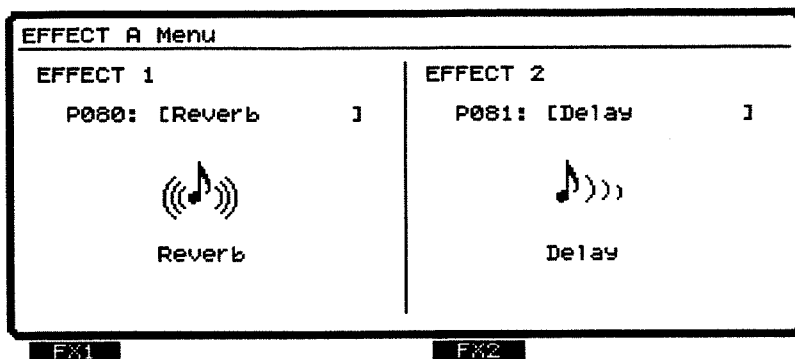 EFFECT A Menu
EFFECT 1
P080: [Reverb ]
Reverb
EFFECT 2
P081: [Delay ]
Delay
FX1
FX2